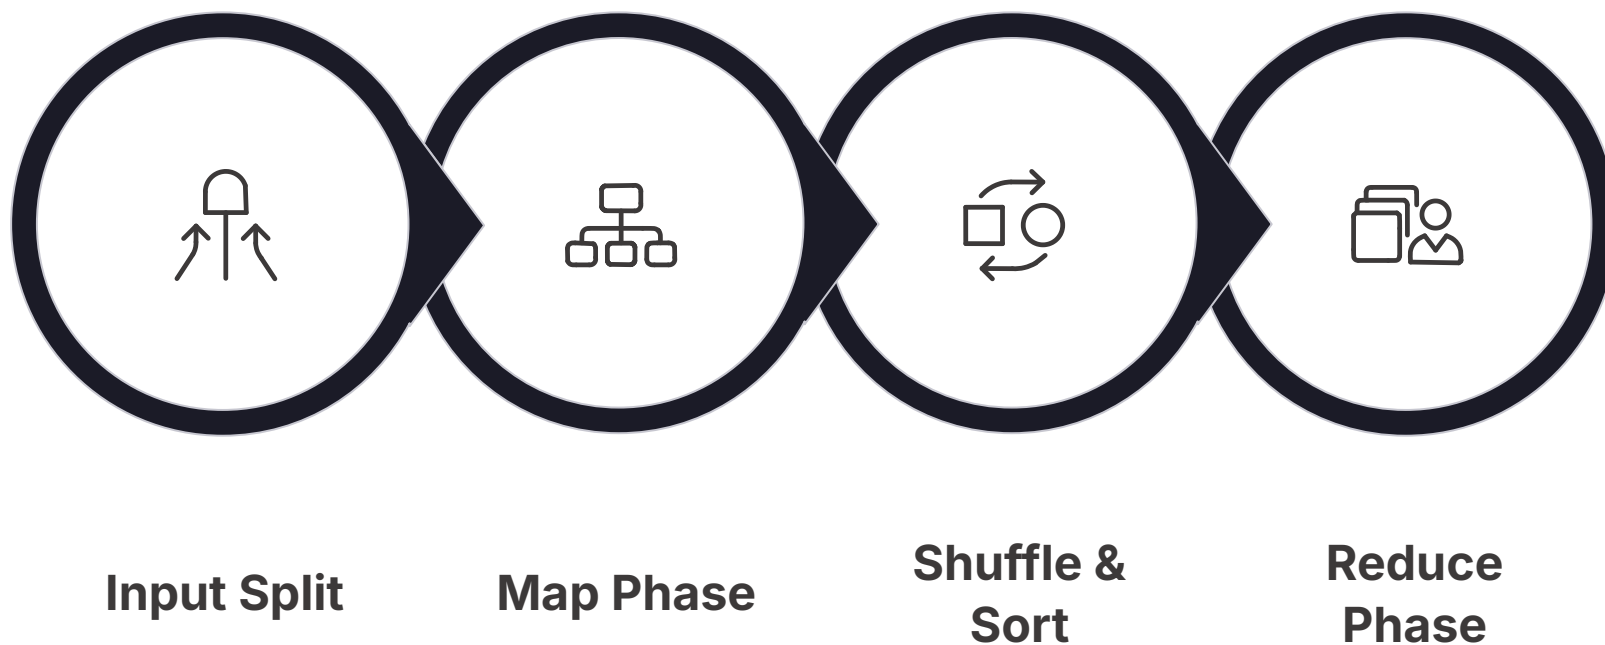 Input Split
Map Phase
Shuffle &
Sort
Reduce
Phase